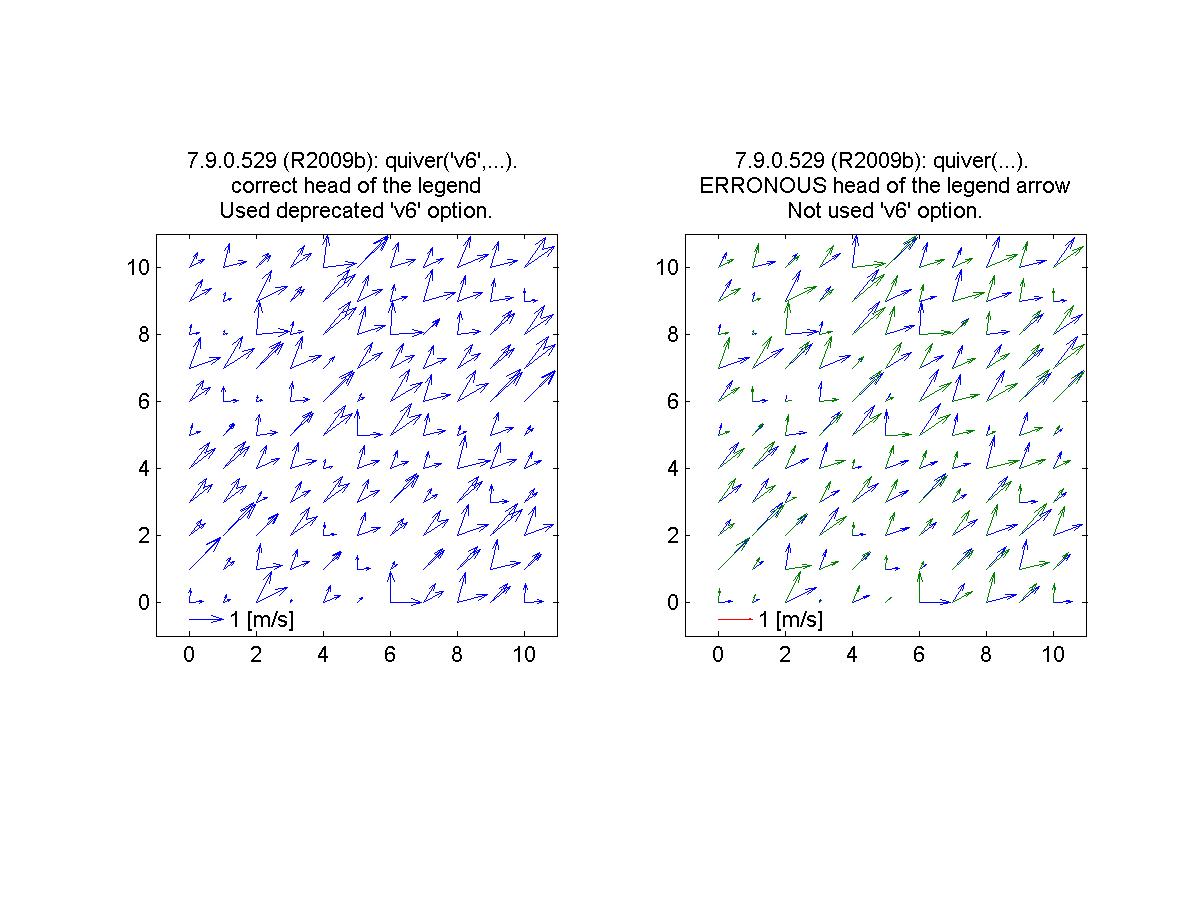 7.9.0.529 (R2009b): quiver('v6',...).
correct head of the legend
Used deprecated 'v6' option.
10
8
6
4
2
0
1 [m/s]
0 2 4 6 8 10
7.9.0.529 (R2009b): quiver(...).
ERRONOUS head of the legend arrow
Not used 'v6' option.
10
8
6
4
2
0
1 [m/s]
0 2 4 6 8 10